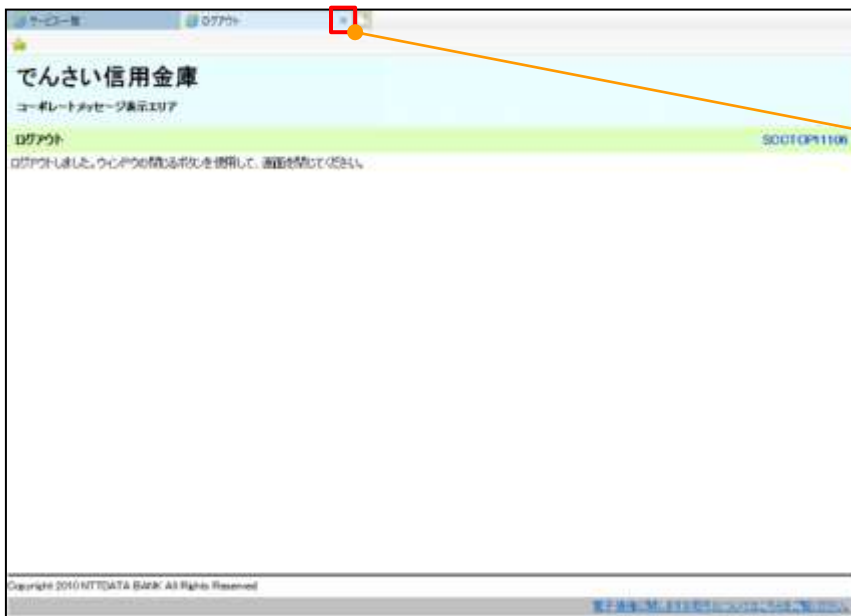 サービス一覧 ログアウト
でんさい信用金庫
コーポレートメッセージ表示エリア
ログアウト SCCTOP11106
ログアウトしました。ウィンドウの閉じるボタンを使用して、画面を閉じてください。
Copyright 2010 NTTDATA BANK All Rights Reserved